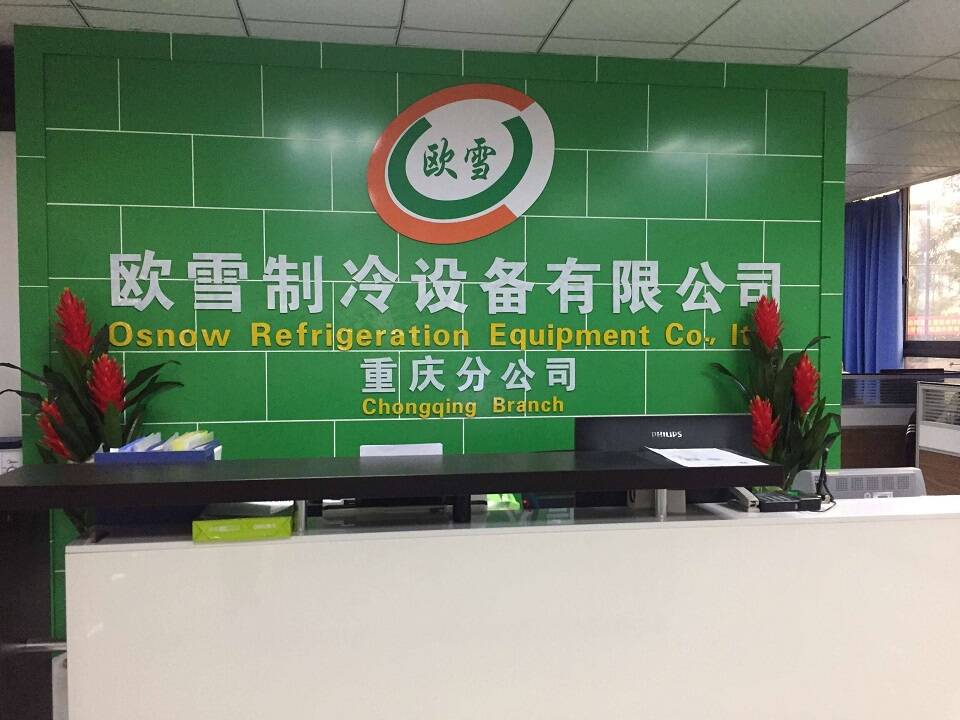 欧雪
欧雪制冷设备有限公司
Osnow Refrigeration Equipment Co., lt
重庆分公司
Chongqing Branch
PHILIPS